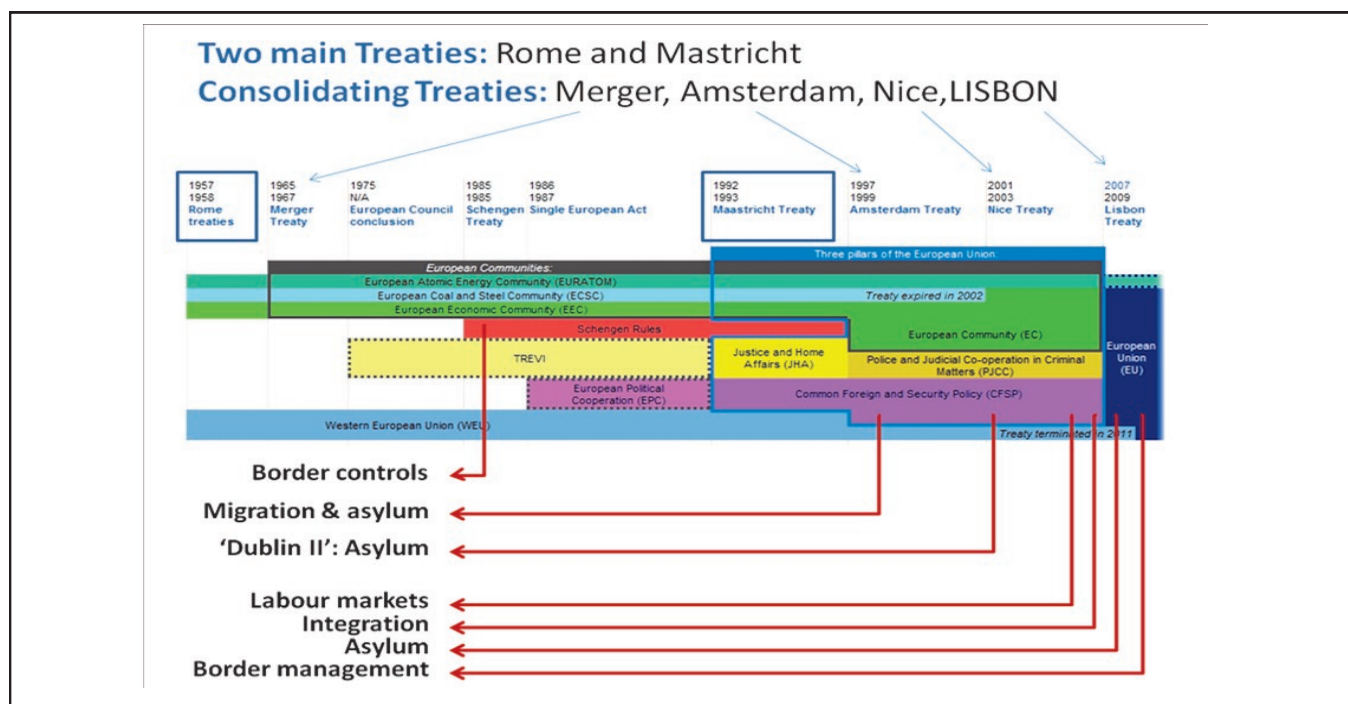 Two main Treaties: Rome and Mastricht
Consolidating Treaties: Merger, Amsterdam, Nice,LISBON
1957
1958
Rome
treaties
1965
1967
Merger
Treaty
1975
N/A
European Council
conclusion
1985
1985
Schengen
Treaty
1986
1987
Single European Act
1992
1993
Maastricht Treaty
1997
1999
Amsterdam Treaty
2001
2003
Nice Treaty
2007
2009
Lisbon
Treaty
Three pillars of the European Union:
European Communities:
European Atomic Energy Community (EURATOM)
European Coal and Steel Community (ECSC)
Treaty expired in 2002
European Economic Community (EEC)
Schengen Rules
European Community (EC)
TREVI
Justice and Home
Affairs (JHA)
Police and Judicial Co-operation in Criminal
Matters (PJCC)
European
Union
(EU)
European Political
Cooperation (EPC)
Common Foreign and Security Policy (CFSP)
Western European Union (WEU)
Treaty terminated in 2011
Border controls
Migration & asylum
‘Dublin II’: Asylum
Labour markets
Integration
Asylum
Border management